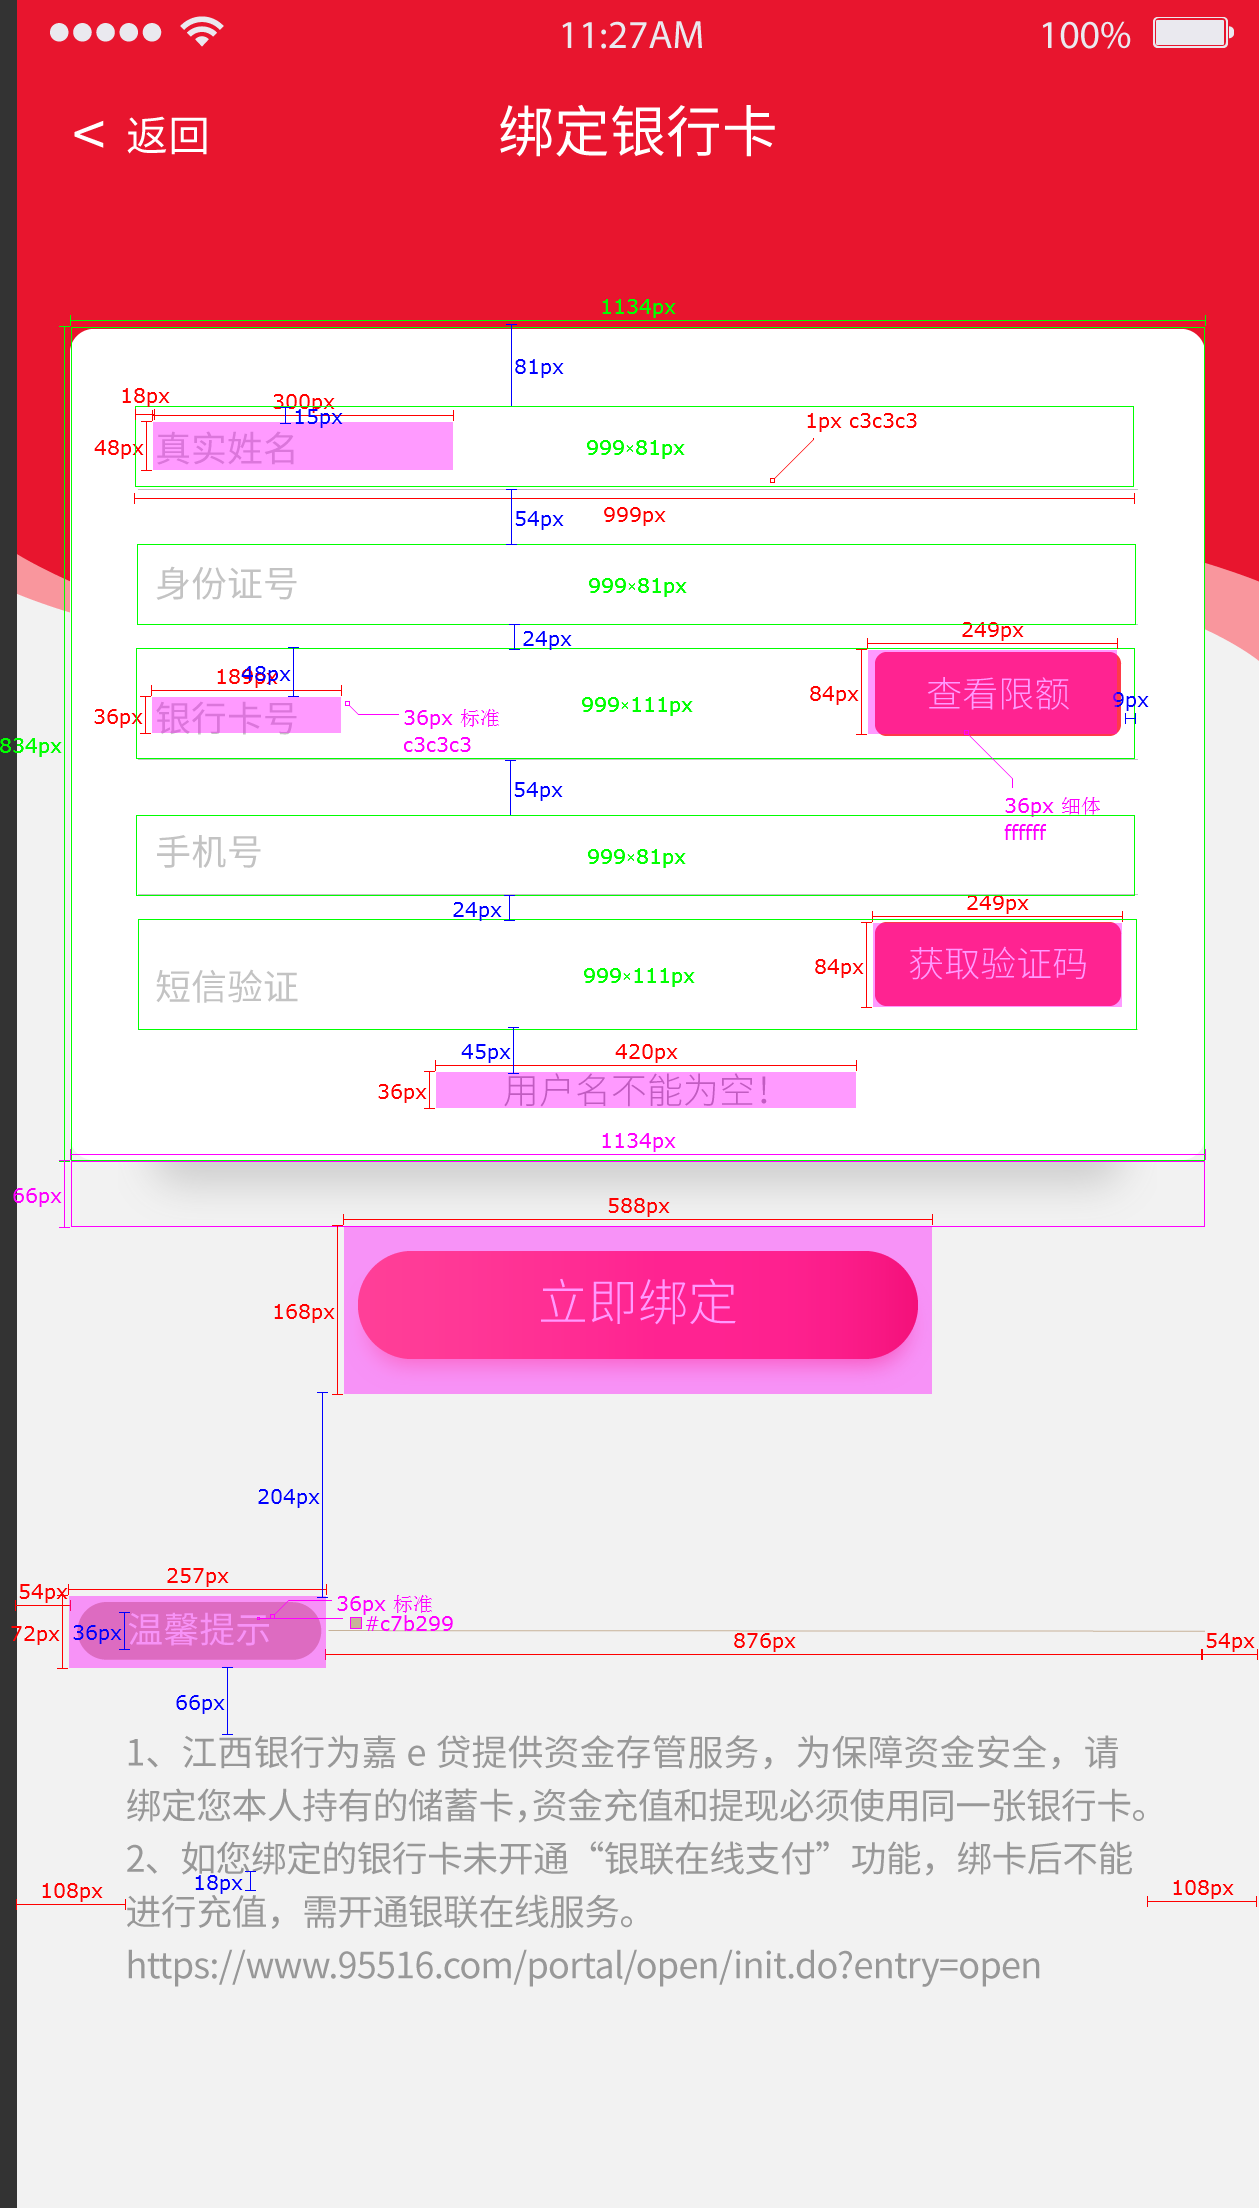 11:27AM 100%
< 返回 绑定银行卡
1134px
81px
18px 300px
15px
1px c3c3c3
48px 真实姓名 999×81px
54px 999px
身份证号 999×81px
24px 249px
189px 48px
36px 银行卡号 999×111px 84px 查看限额 9px
36px 标准
c3c3c3
834px
54px
36px 细体
ffffff
手机号 999×81px
24px 249px
短信验证 999×111px 84px 获取验证码
45px 420px
36px 用户名不能为空!
1134px
66px
588px
168px 立即绑定
204px
257px
54px 36px 标准
#c7b299
72px 36px 温馨提示 876px 54px
66px
1、江西银行为嘉 e 贷提供资金存管服务，为保障资金安全，请
绑定您本人持有的储蓄卡,资金充值和提现必须使用同一张银行卡。
2、如您绑定的银行卡未开通“银联在线支付”功能，绑卡后不能
18px
108px 108px
进行充值，需开通银联在线服务。
https://www.95516.com/portal/open/init.do?entry=open